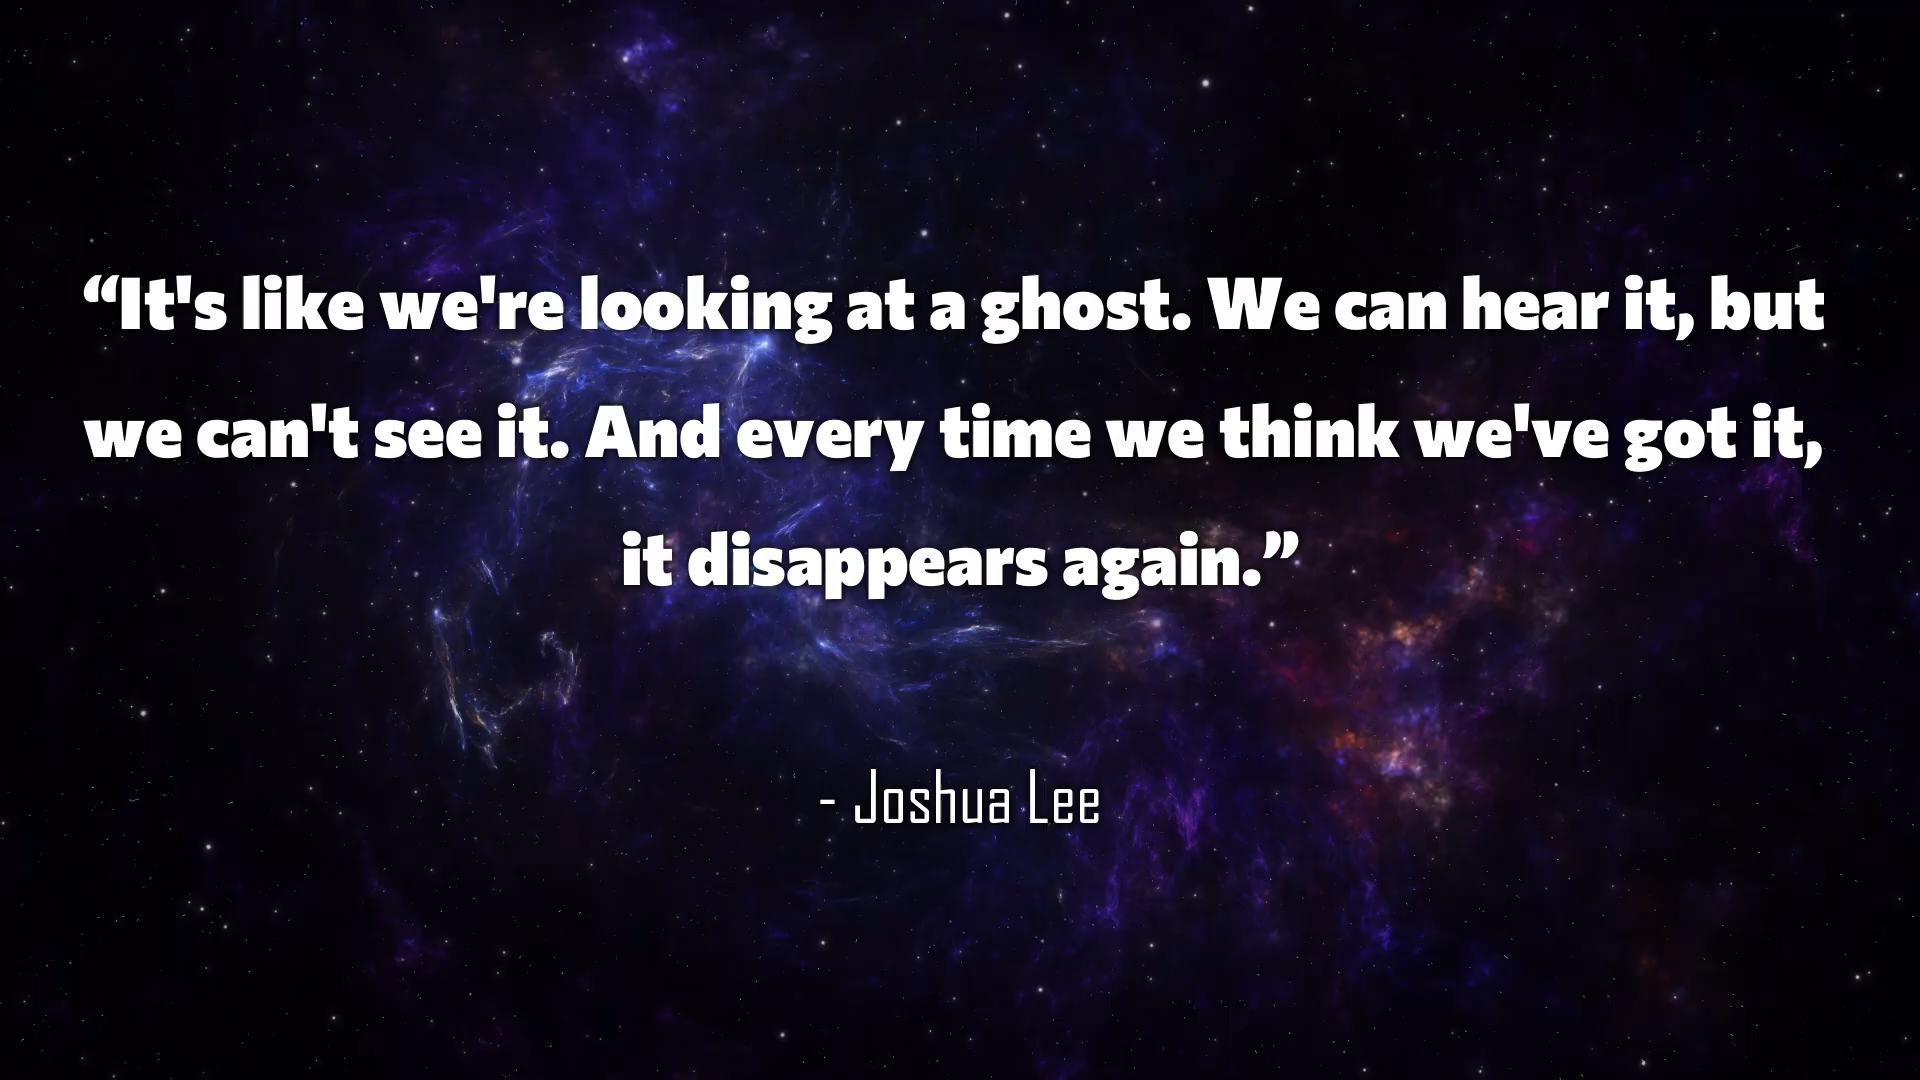 “It's like we're looking at a ghost. We can hear it, but
we can't see it. And every time we think we've got it,
it disappears again.”
- Joshua Lee